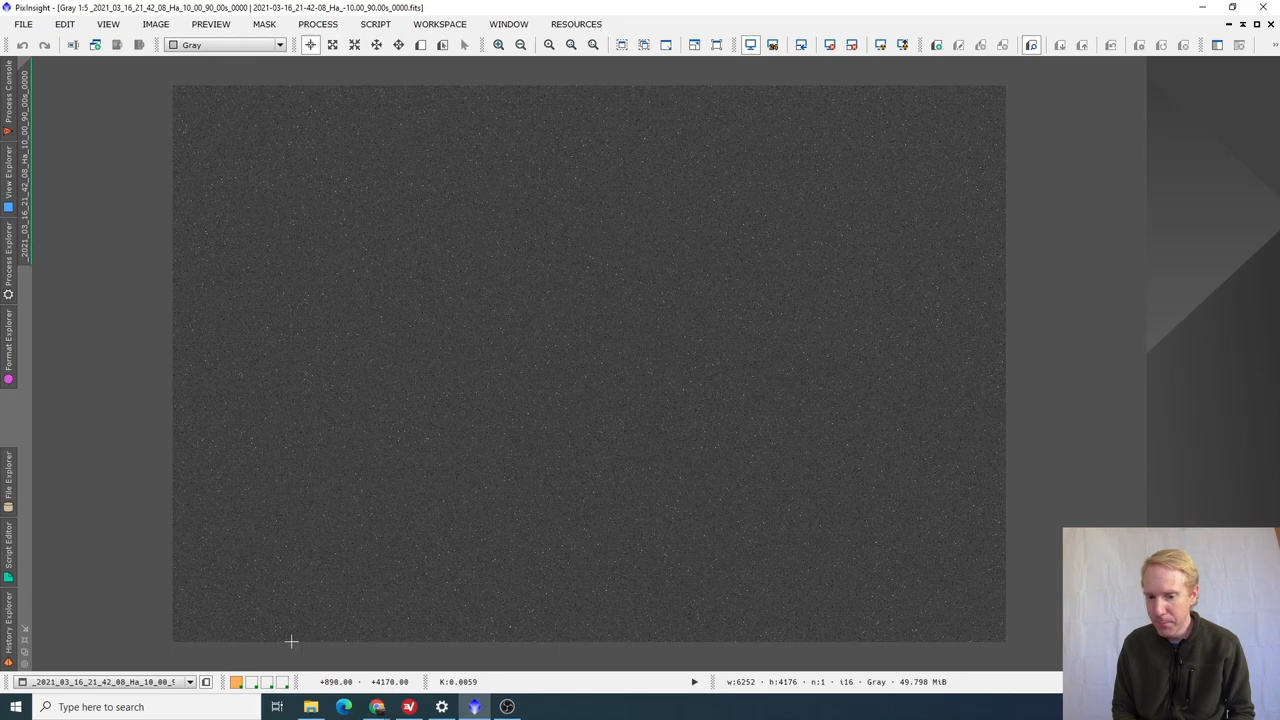 PixInsight - [Gray 1:5 _2021_03_16_21_42_08_Ha_10_00_90_00s_0000 | 2021-03-16_21-42-08_Ha_-10.00_90.00s_0000.fits]
FILE EDIT VIEW IMAGE PREVIEW MASK PROCESS SCRIPT WORKSPACE WINDOW RESOURCES
Gray
Process Console
View Explorer
Process Explorer
Format Explorer
File Explorer
Script Editor
History Explorer
_2021_03_16_21_42_08_Ha_10_00_90_00s_0000
_2021_03_16_21_42_08_Ha_10_00_9
+890.00 · +4170.00 K:0.0059 w:6252 · h:4176 · n:1 · i16 · Gray · 49.798 MiB
Type here to search